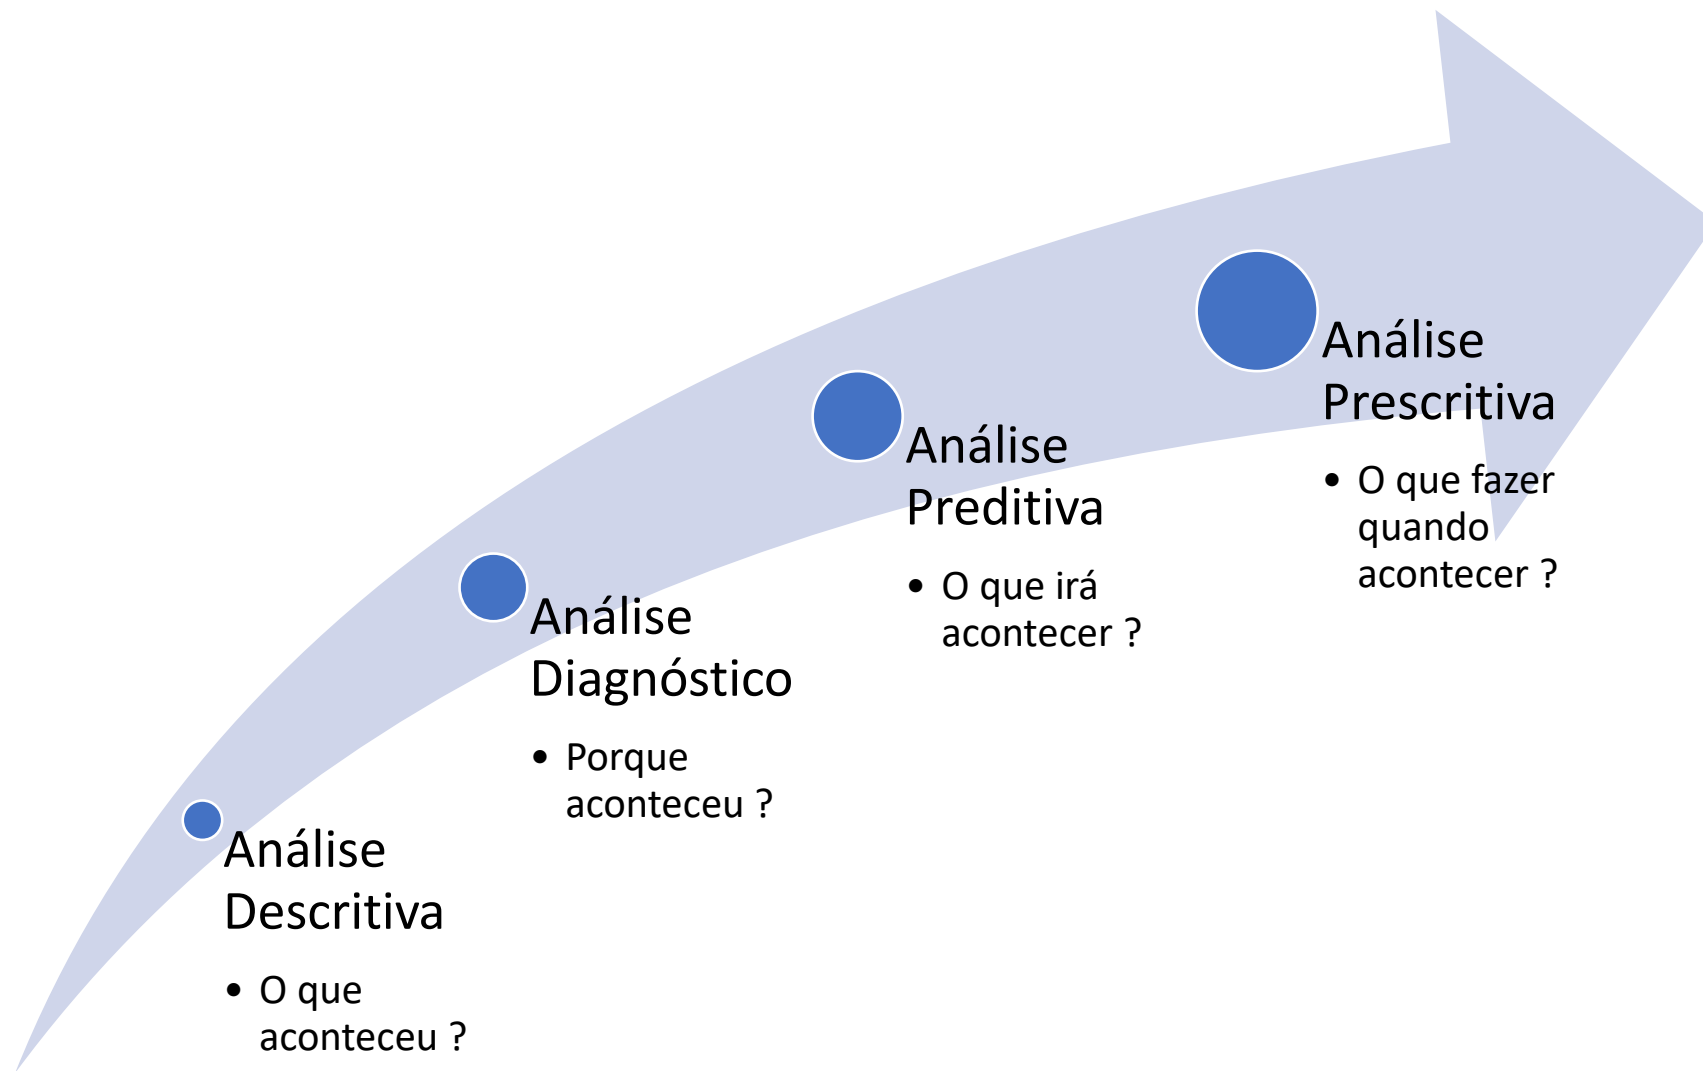 Análise
Descritiva
• O que
aconteceu ?
Análise
Diagnóstico
• Porque
aconteceu ?
Análise
Preditiva
• O que irá
acontecer ?
Análise
Prescritiva
• O que fazer
quando
acontecer ?